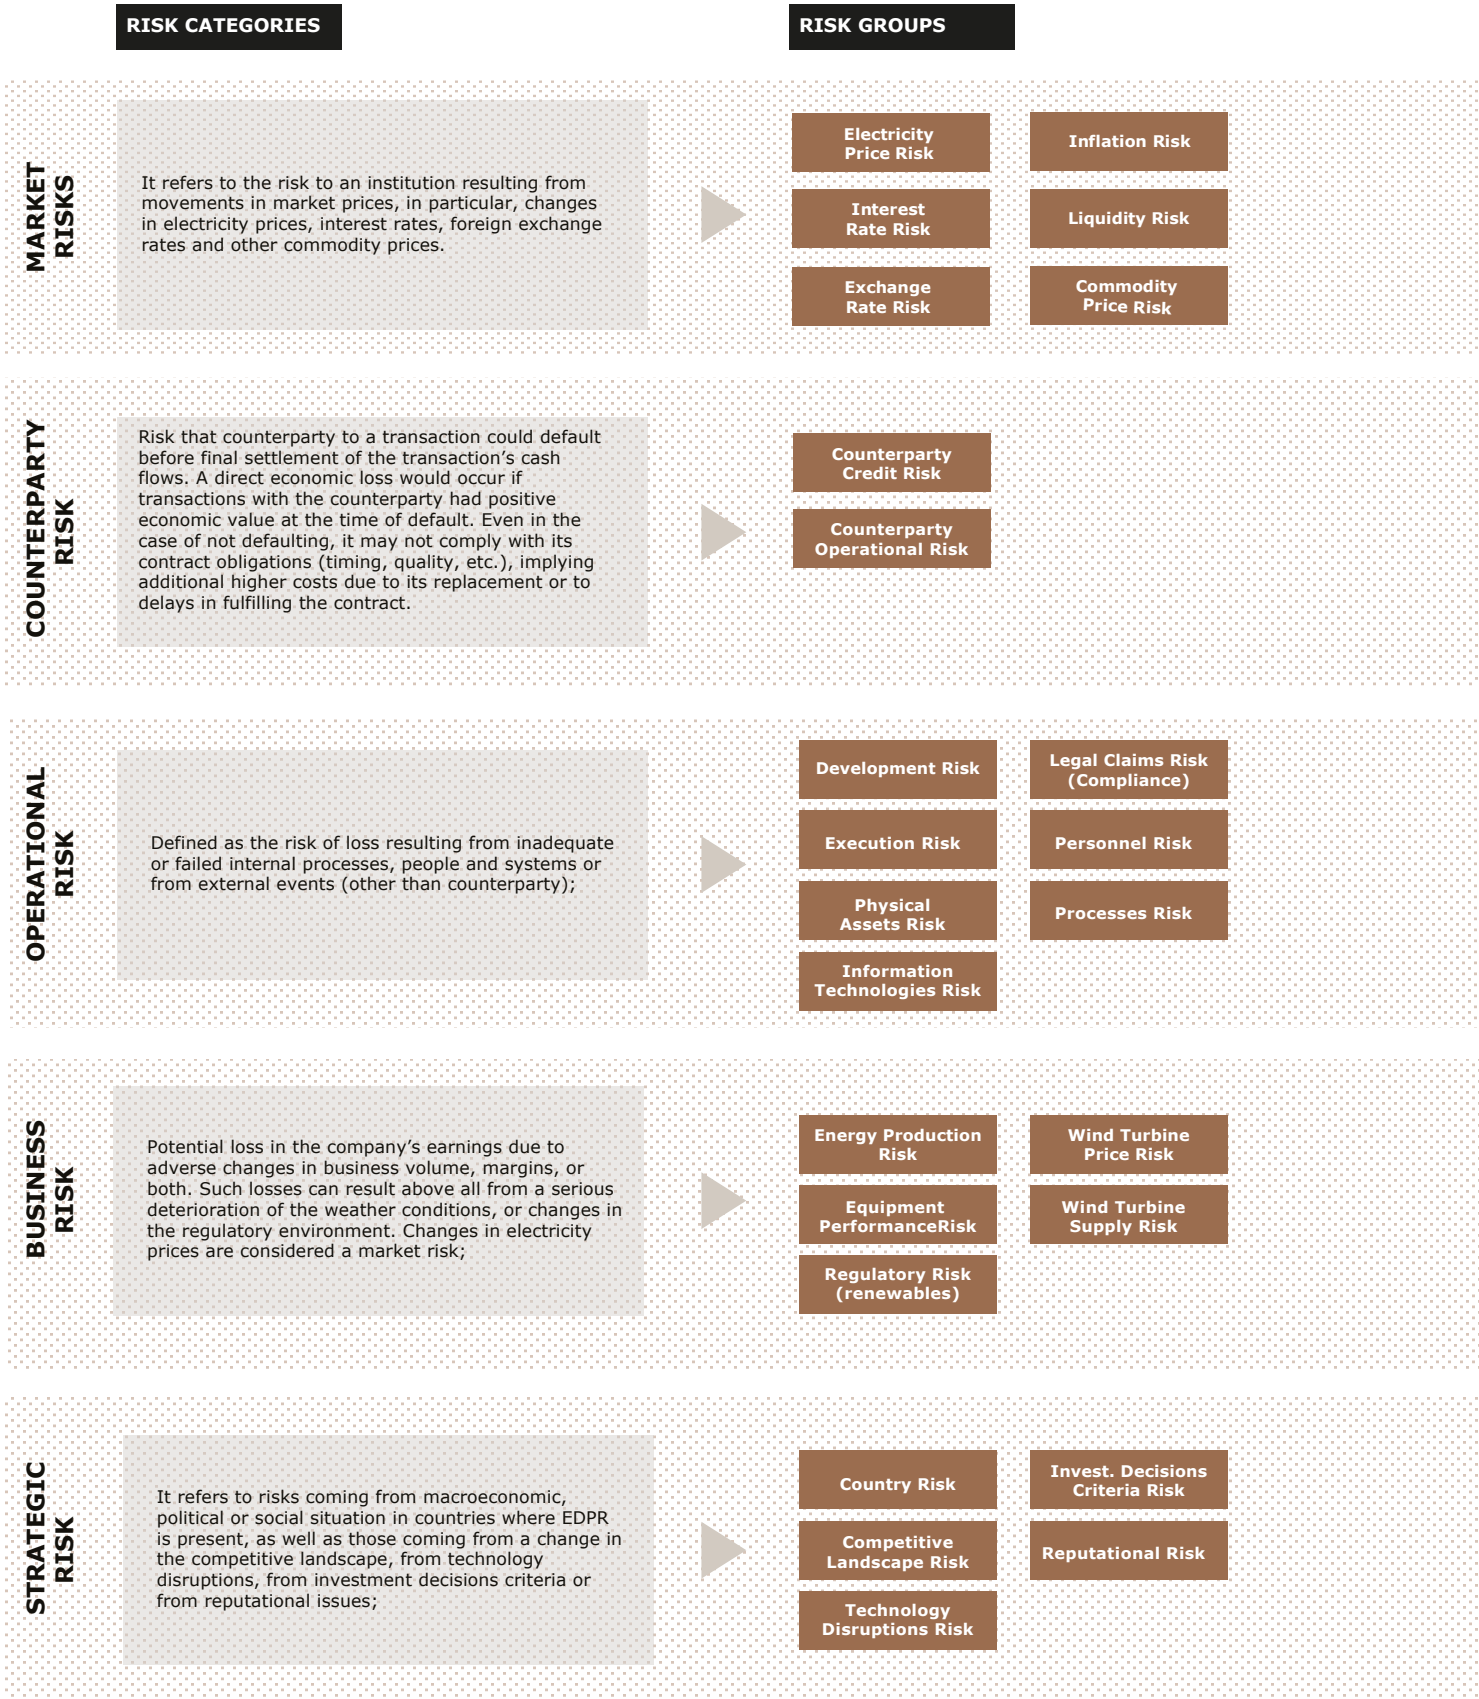 RISK CATEGORIES
RISK GROUPS
MARKET
RISKS
It refers to the risk to an institution resulting from
movements in market prices, in particular, changes
in electricity prices, interest rates, foreign exchange
rates and other commodity prices.
Electricity
Price Risk
Inflation Risk
Interest
Rate Risk
Liquidity Risk
Exchange
Rate Risk
Commodity
Price Risk
COUNTERPARTY
RISK
Risk that counterparty to a transaction could default
before final settlement of the transaction’s cash
flows. A direct economic loss would occur if
transactions with the counterparty had positive
economic value at the time of default. Even in the
case of not defaulting, it may not comply with its
contract obligations (timing, quality, etc.), implying
additional higher costs due to its replacement or to
delays in fulfilling the contract.
Counterparty
Credit Risk
Counterparty
Operational Risk
OPERATIONAL
RISK
Defined as the risk of loss resulting from inadequate
or failed internal processes, people and systems or
from external events (other than counterparty);
Development Risk
Legal Claims Risk
(Compliance)
Execution Risk
Personnel Risk
Physical
Assets Risk
Processes Risk
Information
Technologies Risk
BUSINESS
RISK
Potential loss in the company’s earnings due to
adverse changes in business volume, margins, or
both. Such losses can result above all from a serious
deterioration of the weather conditions, or changes in
the regulatory environment. Changes in electricity
prices are considered a market risk;
Energy Production
Risk
Wind Turbine
Price Risk
Equipment
PerformanceRisk
Wind Turbine
Supply Risk
Regulatory Risk
(renewables)
STRATEGIC
RISK
It refers to risks coming from macroeconomic,
political or social situation in countries where EDPR
is present, as well as those coming from a change in
the competitive landscape, from technology
disruptions, from investment decisions criteria or
from reputational issues;
Country Risk
Invest. Decisions
Criteria Risk
Competitive
Landscape Risk
Reputational Risk
Technology
Disruptions Risk